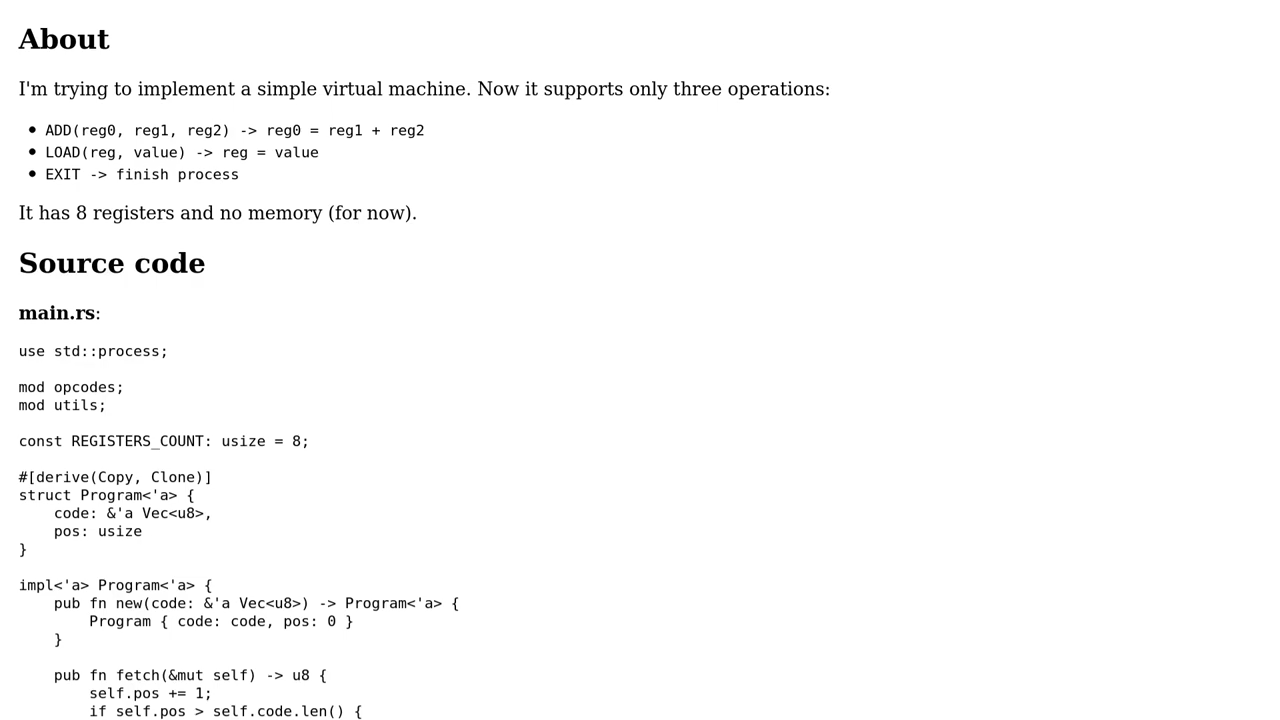 About
I'm trying to implement a simple virtual machine. Now it supports only three operations:
• ADD(reg0, reg1, reg2) -> reg0 = reg1 + reg2
• LOAD(reg, value) -> reg = value
• EXIT -> finish process
It has 8 registers and no memory (for now).
Source code
main.rs:
use std::process;
mod opcodes;
mod utils;
const REGISTERS_COUNT: usize = 8;
#[derive(Copy, Clone)]
struct Program<'a> {
    code: &'a Vec<u8>,
    pos: usize
}
impl<'a> Program<'a> {
    pub fn new(code: &'a Vec<u8>) -> Program<'a> {
        Program { code: code, pos: 0 }
    }
    pub fn fetch(&mut self) -> u8 {
        self.pos += 1;
        if self.pos > self.code.len() {